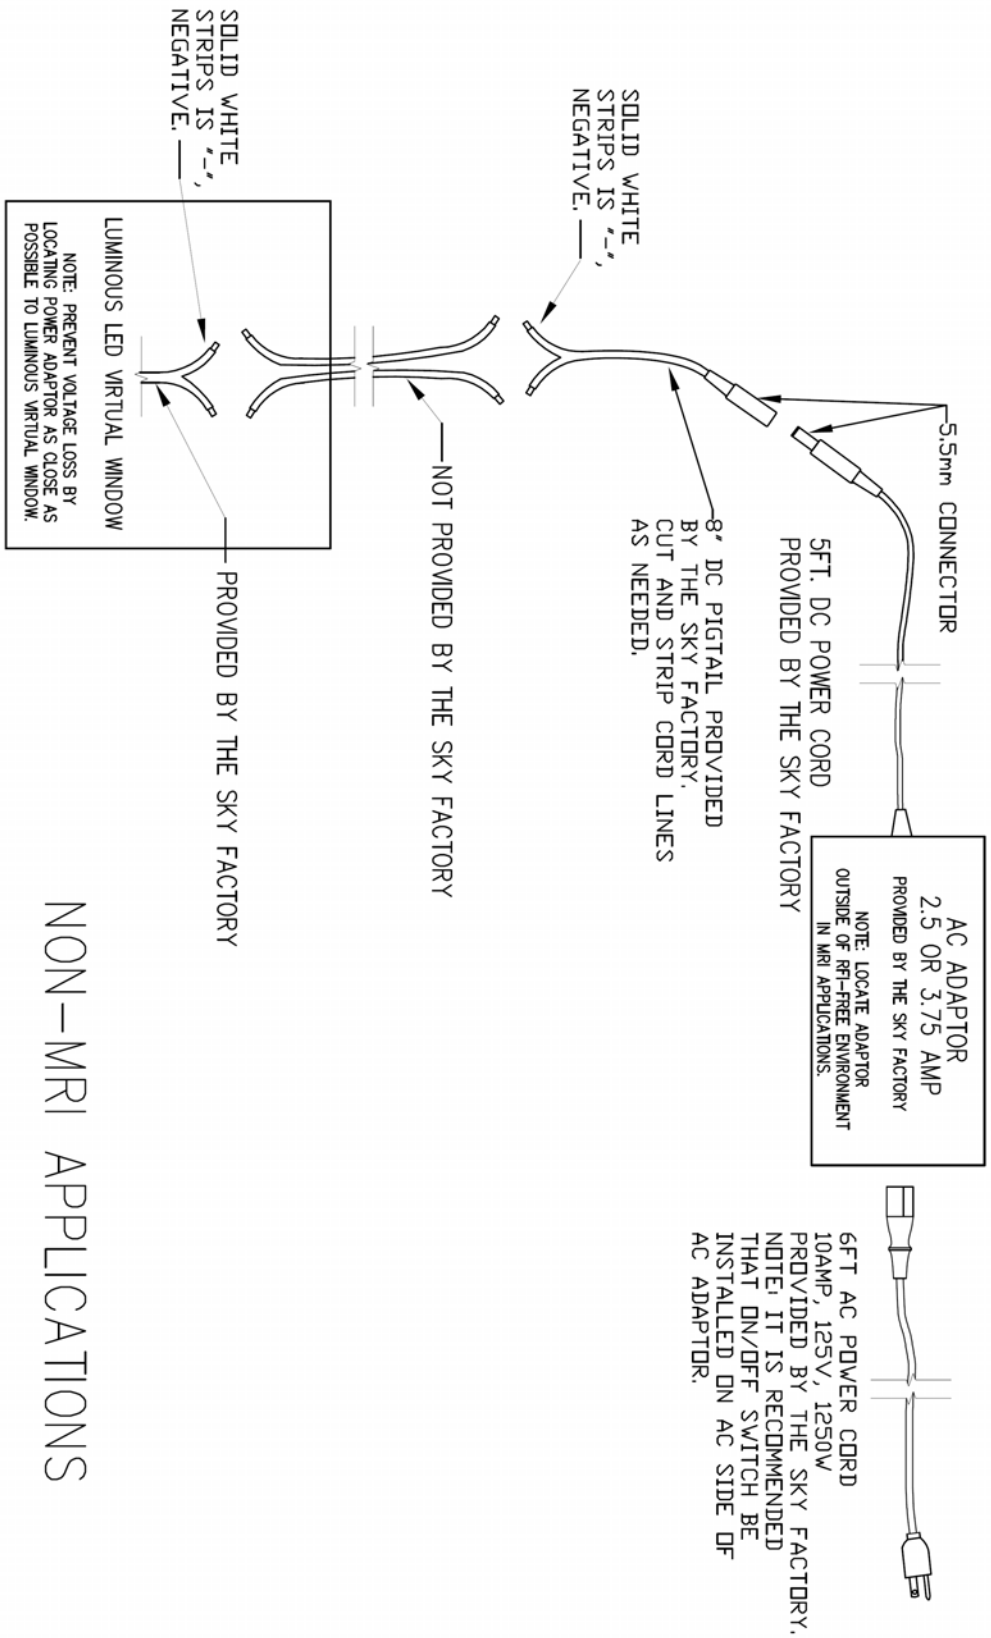 SOLID WHITE
STRIPS IS "-",
NEGATIVE.
SOLID WHITE
STRIPS IS "-",
NEGATIVE.
5.5mm CONNECTOR
5FT. DC POWER CORD
PROVIDED BY THE SKY FACTORY
8" DC PIGTAIL PROVIDED
BY THE SKY FACTORY.
CUT AND STRIP CORD LINES
AS NEEDED.
AC ADAPTOR
2.5 OR 3.75 AMP
PROVIDED BY THE SKY FACTORY
NOTE: LOCATE ADAPTOR
OUTSIDE OF RFI-FREE ENVIRONMENT
IN MRI APPLICATIONS.
6FT AC POWER CORD
10AMP, 125V, 1250W
PROVIDED BY THE SKY FACTORY.
NOTE: IT IS RECOMMENDED
THAT ON/OFF SWITCH BE
INSTALLED ON AC SIDE OF
AC ADAPTOR.
NOT PROVIDED BY THE SKY FACTORY
PROVIDED BY THE SKY FACTORY
LUMINOUS LED VIRTUAL WINDOW
NOTE: PREVENT VOLTAGE LOSS BY
LOCATING POWER ADAPTOR AS CLOSE AS
POSSIBLE TO LUMINOUS VIRTUAL WINDOW.
NON-MRI APPLICATIONS